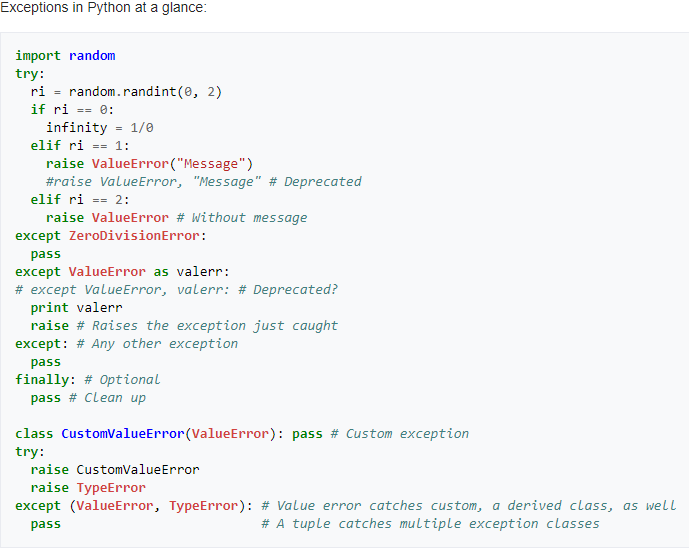 Exceptions in Python at a glance:
import random
try:
  ri = random.randint(0, 2)
  if ri == 0:
    infinity = 1/0
  elif ri == 1:
    raise ValueError("Message")
    #raise ValueError, "Message" # Deprecated
  elif ri == 2:
    raise ValueError # Without message
except ZeroDivisionError:
  pass
except ValueError as valerr:
# except ValueError, valerr: # Deprecated?
  print valerr
  raise # Raises the exception just caught
except: # Any other exception
  pass
finally: # Optional
  pass # Clean up

class CustomValueError(ValueError): pass # Custom exception
try:
  raise CustomValueError
  raise TypeError
except (ValueError, TypeError): # Value error catches custom, a derived class, as well
  pass                          # A tuple catches multiple exception classes